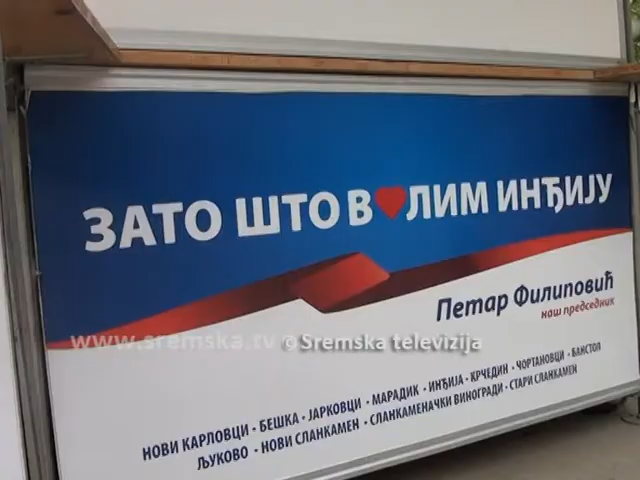 ЗАТО ШТО В❤ЛИМ ИНЂИЈУ
Петар Филиповић
наш председник
www.sremska.tv © Sremska televizija
НОВИ КАРЛОВЦИ - БЕШКА - ЈАРКОВЦИ - МАРАДИК - ИНЂИЈА - КРЧЕДИН - ЧОРТАНОВЦИ - БАНСТОЛ
ЉУКОВО - НОВИ СЛАНКАМЕН - СЛАНКАМЕНАЧКИ ВИНОГРАДИ - СТАРИ СЛАНКАМЕН